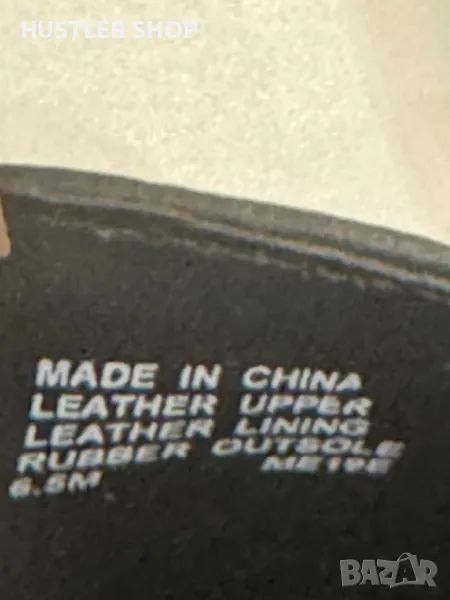 HUSTLER SHOP
MADE IN CHINA
LEATHER UPPER
LEATHER LINING
RUBBER OUTSOLE
6.5M ME19E
BAZAR